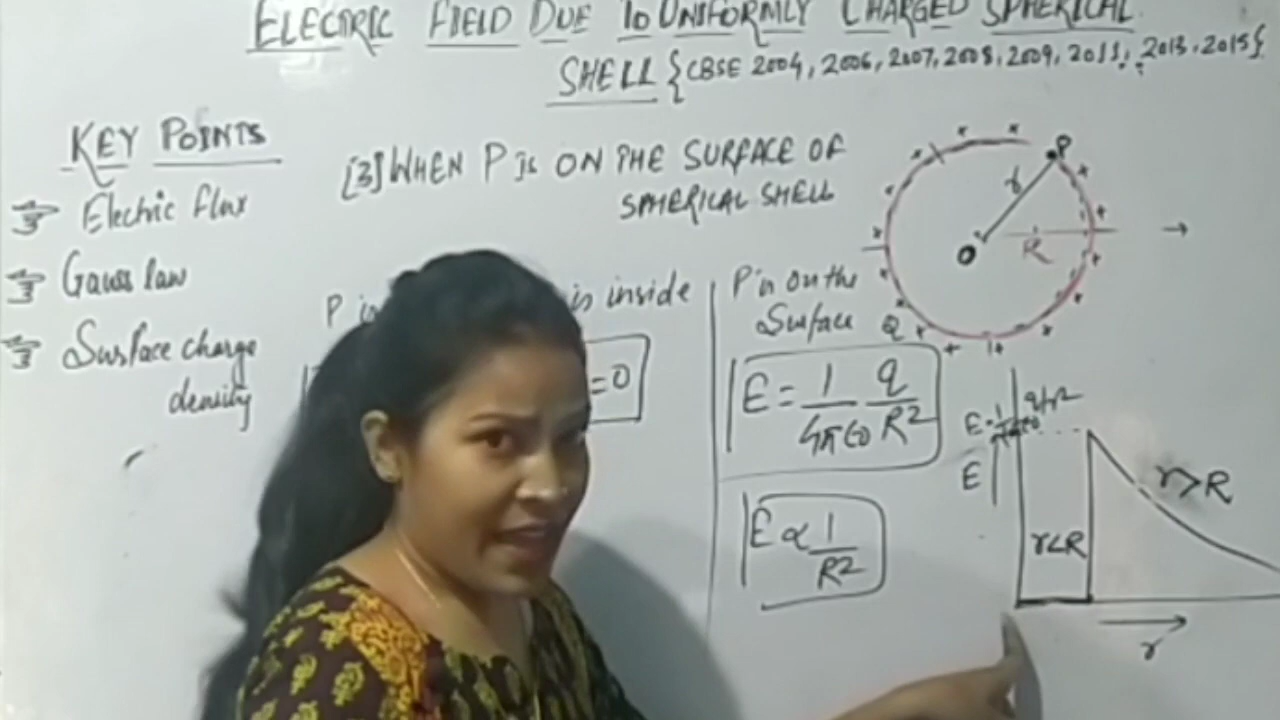 ELECTRIC FIELD DUE TO UNIFORMLY CHARGED SPHERICAL
SHELL {CBSE 2004, 2006, 2007, 2008, 2009, 2011, 2013, 2015}
KEY POINTS
Electric flux
Gauss law
Surface charge
density
[3] WHEN P IS ON THE SURFACE OF
SPHERICAL SHELL
P
is inside
=0
P is on the
Surface
E = 1/4πε0 q/R²
E ∝ 1/R²
P
r
O
R
Q
E
r<R
r>R
r